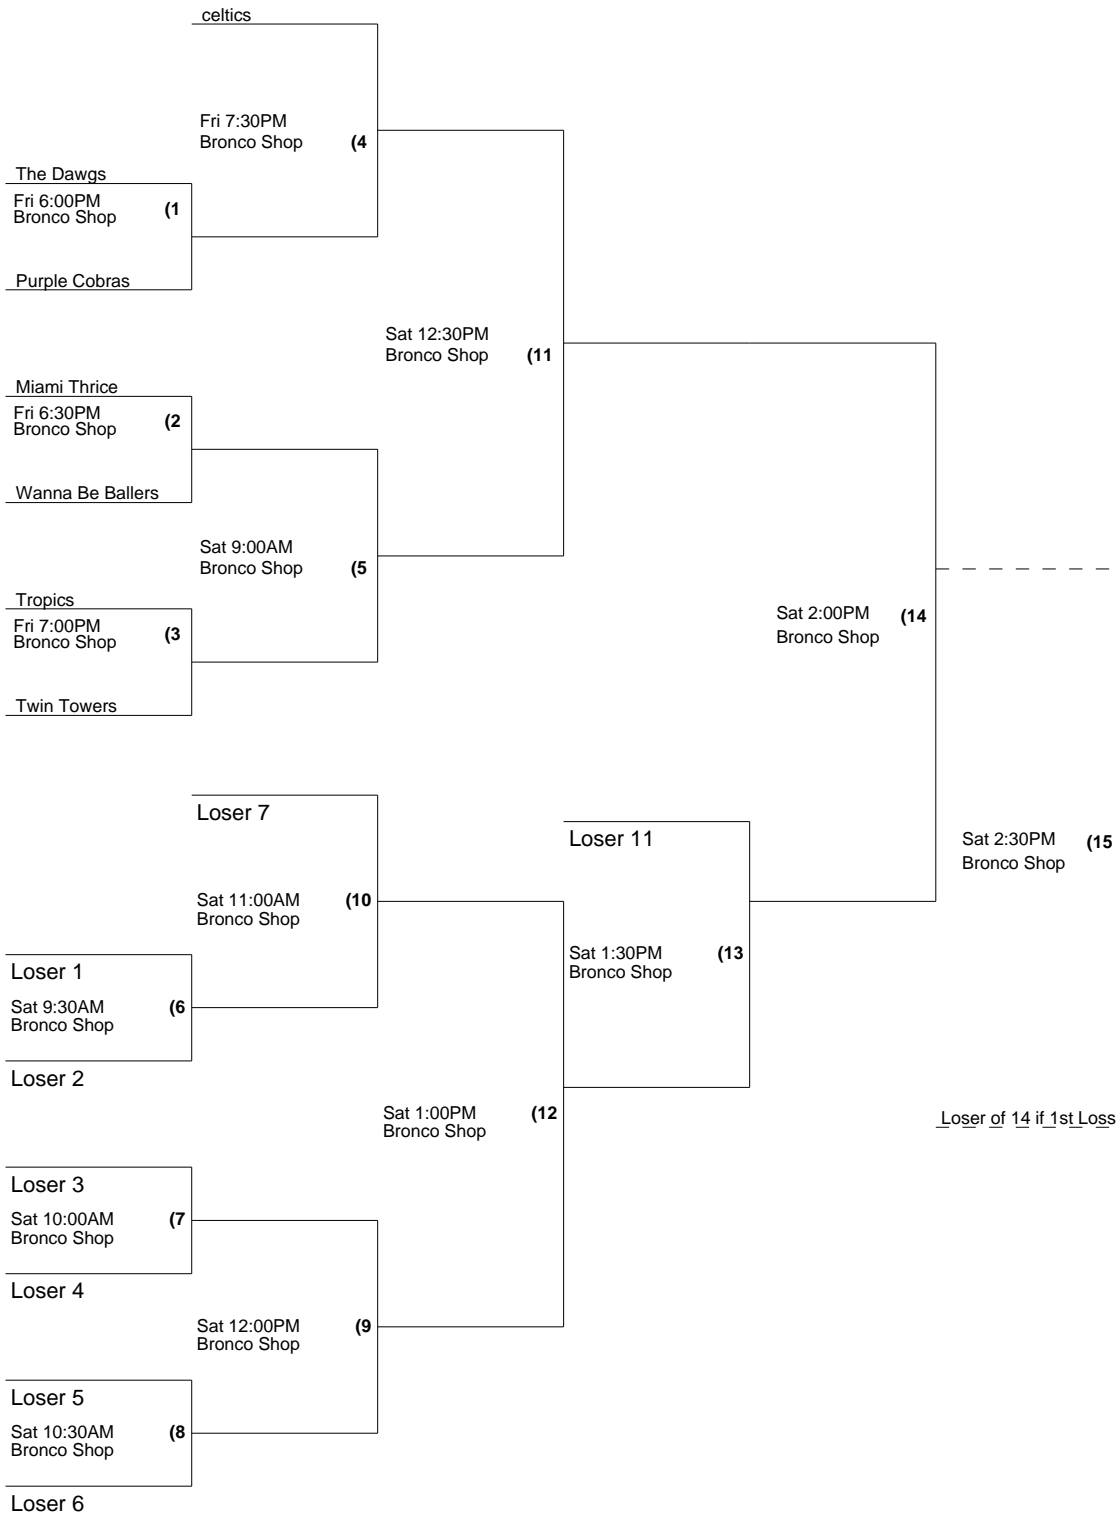 celtics
Fri 7:30PM
Bronco Shop (4
The Dawgs
Fri 6:00PM
Bronco Shop (1
Purple Cobras
Sat 12:30PM
Bronco Shop (11
Miami Thrice
Fri 6:30PM
Bronco Shop (2
Wanna Be Ballers
Sat 9:00AM
Bronco Shop (5
Tropics
Fri 7:00PM
Bronco Shop (3
Twin Towers
Sat 2:00PM
Bronco Shop (14
Loser 7
Loser 11
Sat 2:30PM
Bronco Shop (15
Sat 11:00AM
Bronco Shop (10
Loser 1
Sat 9:30AM
Bronco Shop (6
Loser 2
Sat 1:30PM
Bronco Shop (13
Sat 1:00PM
Bronco Shop (12
Loser of 14 if 1st Loss
Loser 3
Sat 10:00AM
Bronco Shop (7
Loser 4
Sat 12:00PM
Bronco Shop (9
Loser 5
Sat 10:30AM
Bronco Shop (8
Loser 6